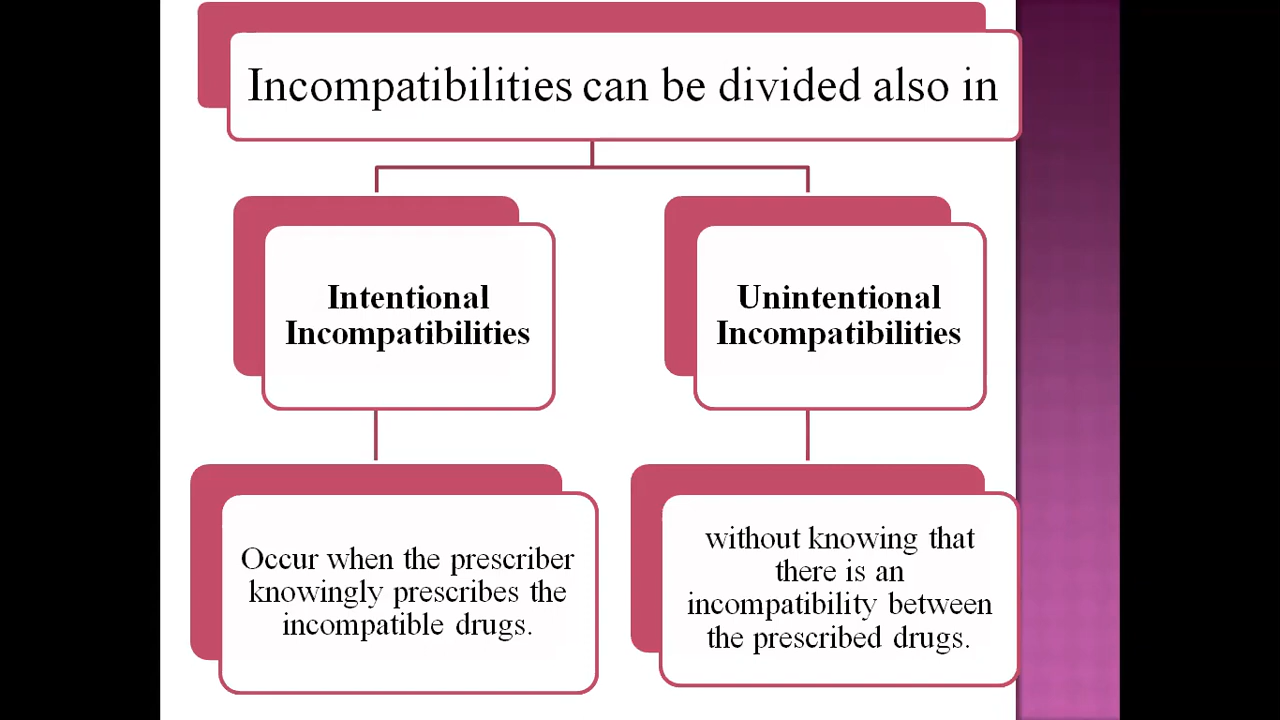 Incompatibilities can be divided also in
Intentional
Incompatibilities
Unintentional
Incompatibilities
Occur when the prescriber
knowingly prescribes the
incompatible drugs.
without knowing that
there is an
incompatibility between
the prescribed drugs.